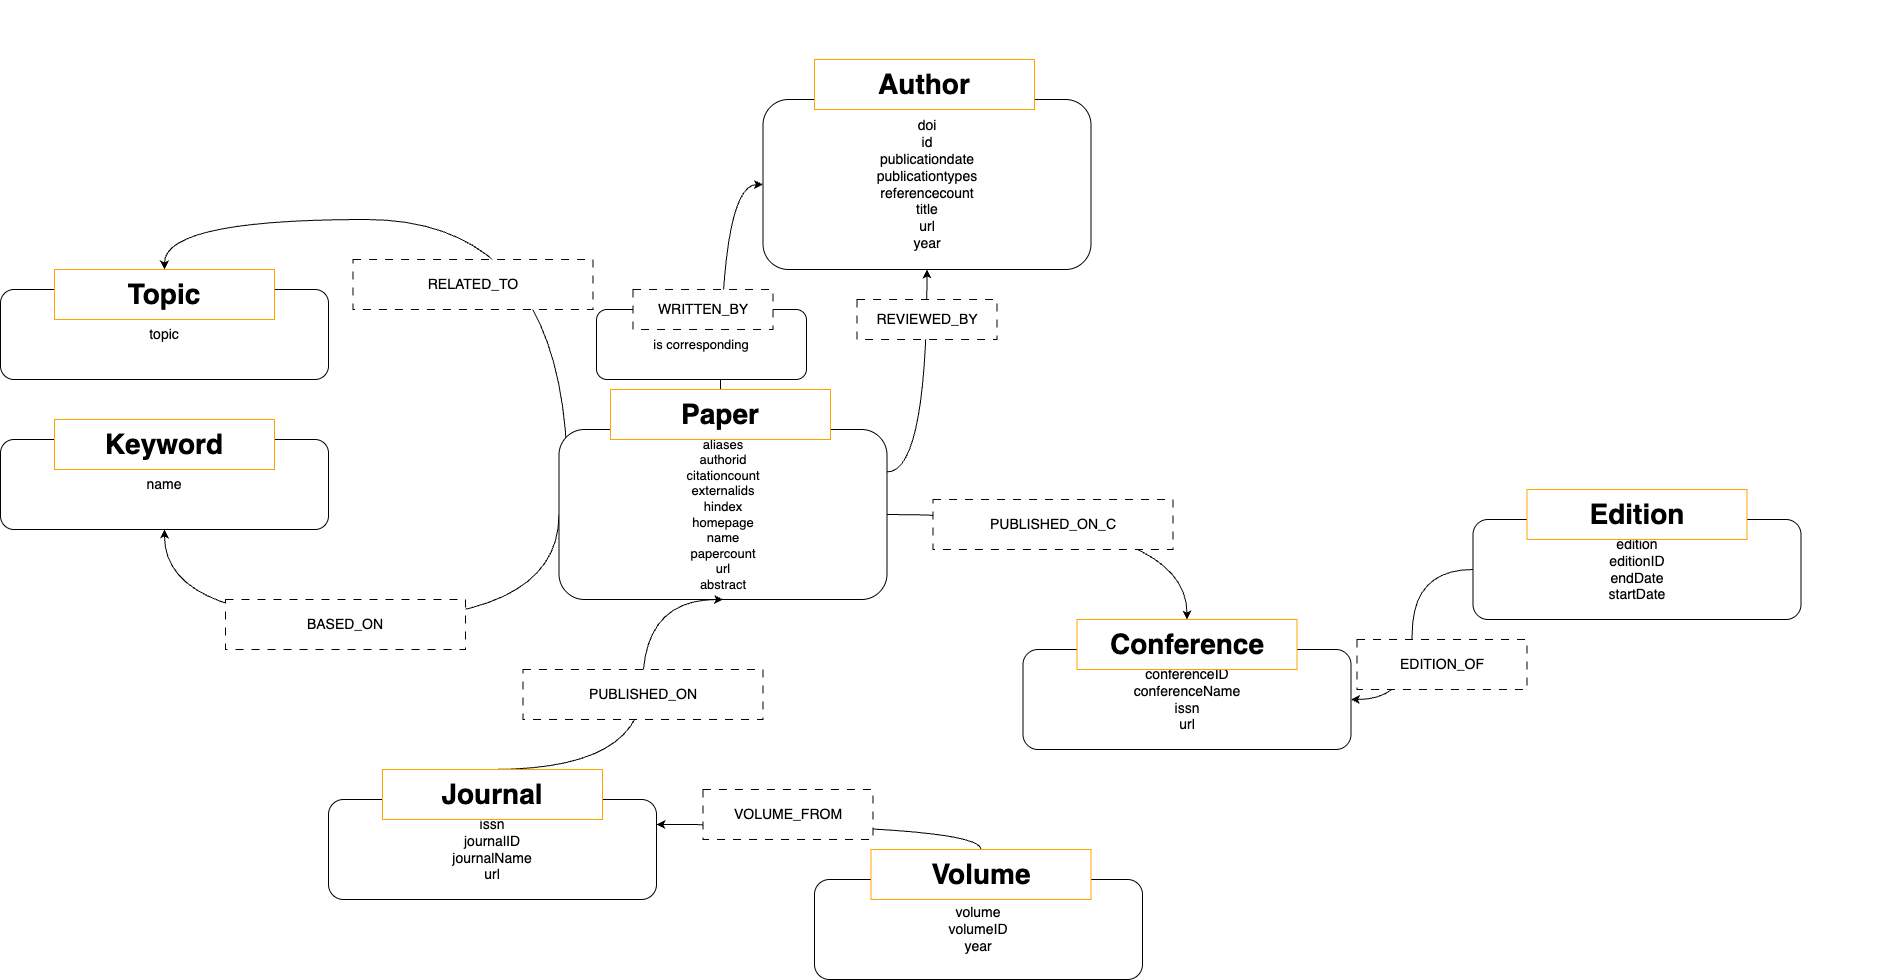 Author
doi
id
publicationdate
publicationtypes
referencecount
title
url
year
Topic
topic
RELATED_TO
WRITTEN_BY
is corresponding
REVIEWED_BY
Keyword
name
Paper
aliases
authorid
citationcount
externalids
hindex
homepage
name
papercount
url
abstract
PUBLISHED_ON_C
Edition
edition
editionID
endDate
startDate
BASED_ON
Conference
conferenceID
conferenceName
issn
url
EDITION_OF
PUBLISHED_ON
Journal
issn
journalID
journalName
url
VOLUME_FROM
Volume
volume
volumeID
year